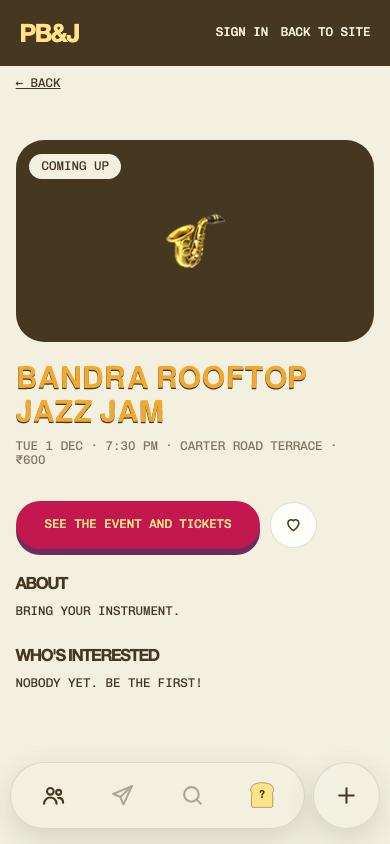 PB&J
SIGN IN BACK TO SITE
← BACK
COMING UP
BANDRA ROOFTOP
JAZZ JAM
TUE 1 DEC · 7:30 PM · CARTER ROAD TERRACE ·
₹600
SEE THE EVENT AND TICKETS
ABOUT
BRING YOUR INSTRUMENT.
WHO'S INTERESTED
NOBODY YET. BE THE FIRST!
?